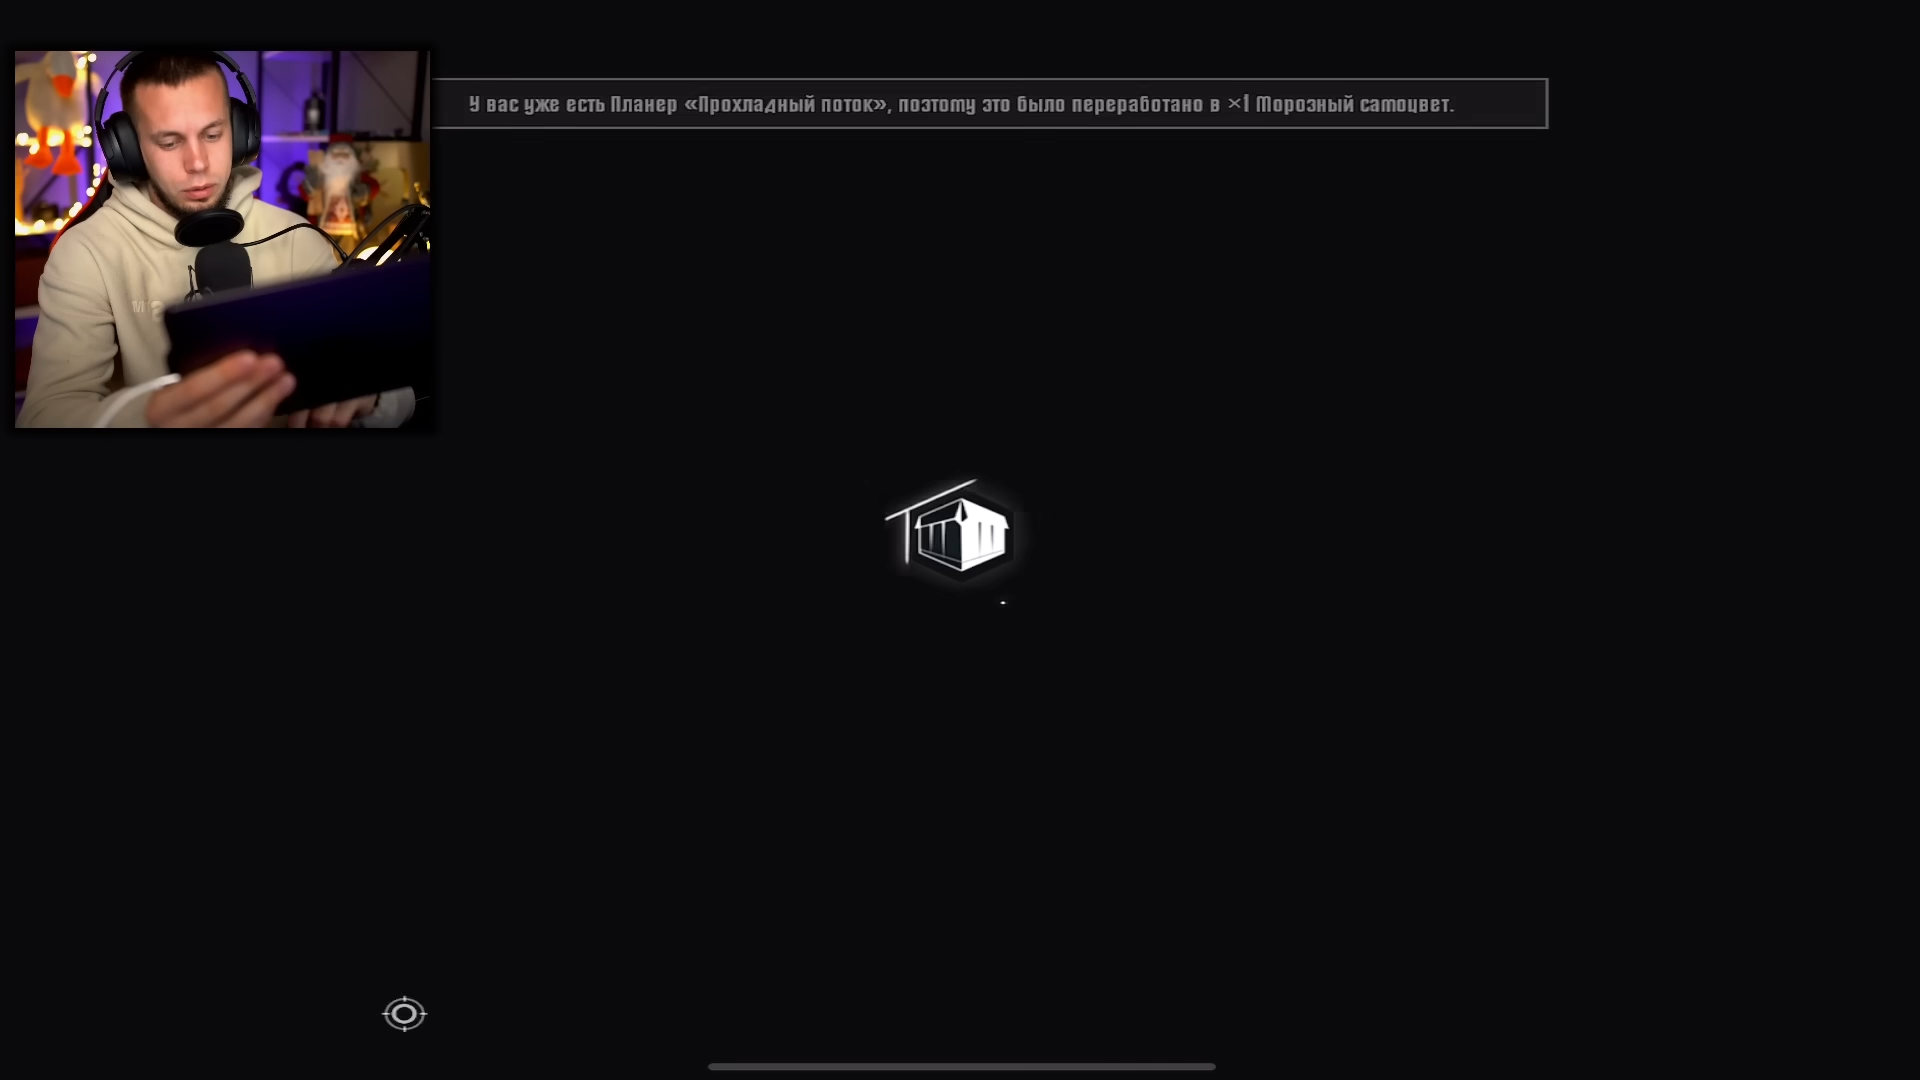 У вас уже есть Планер «Прохладный поток», поэтому это было переработано в ×1 Морозный самоцвет.